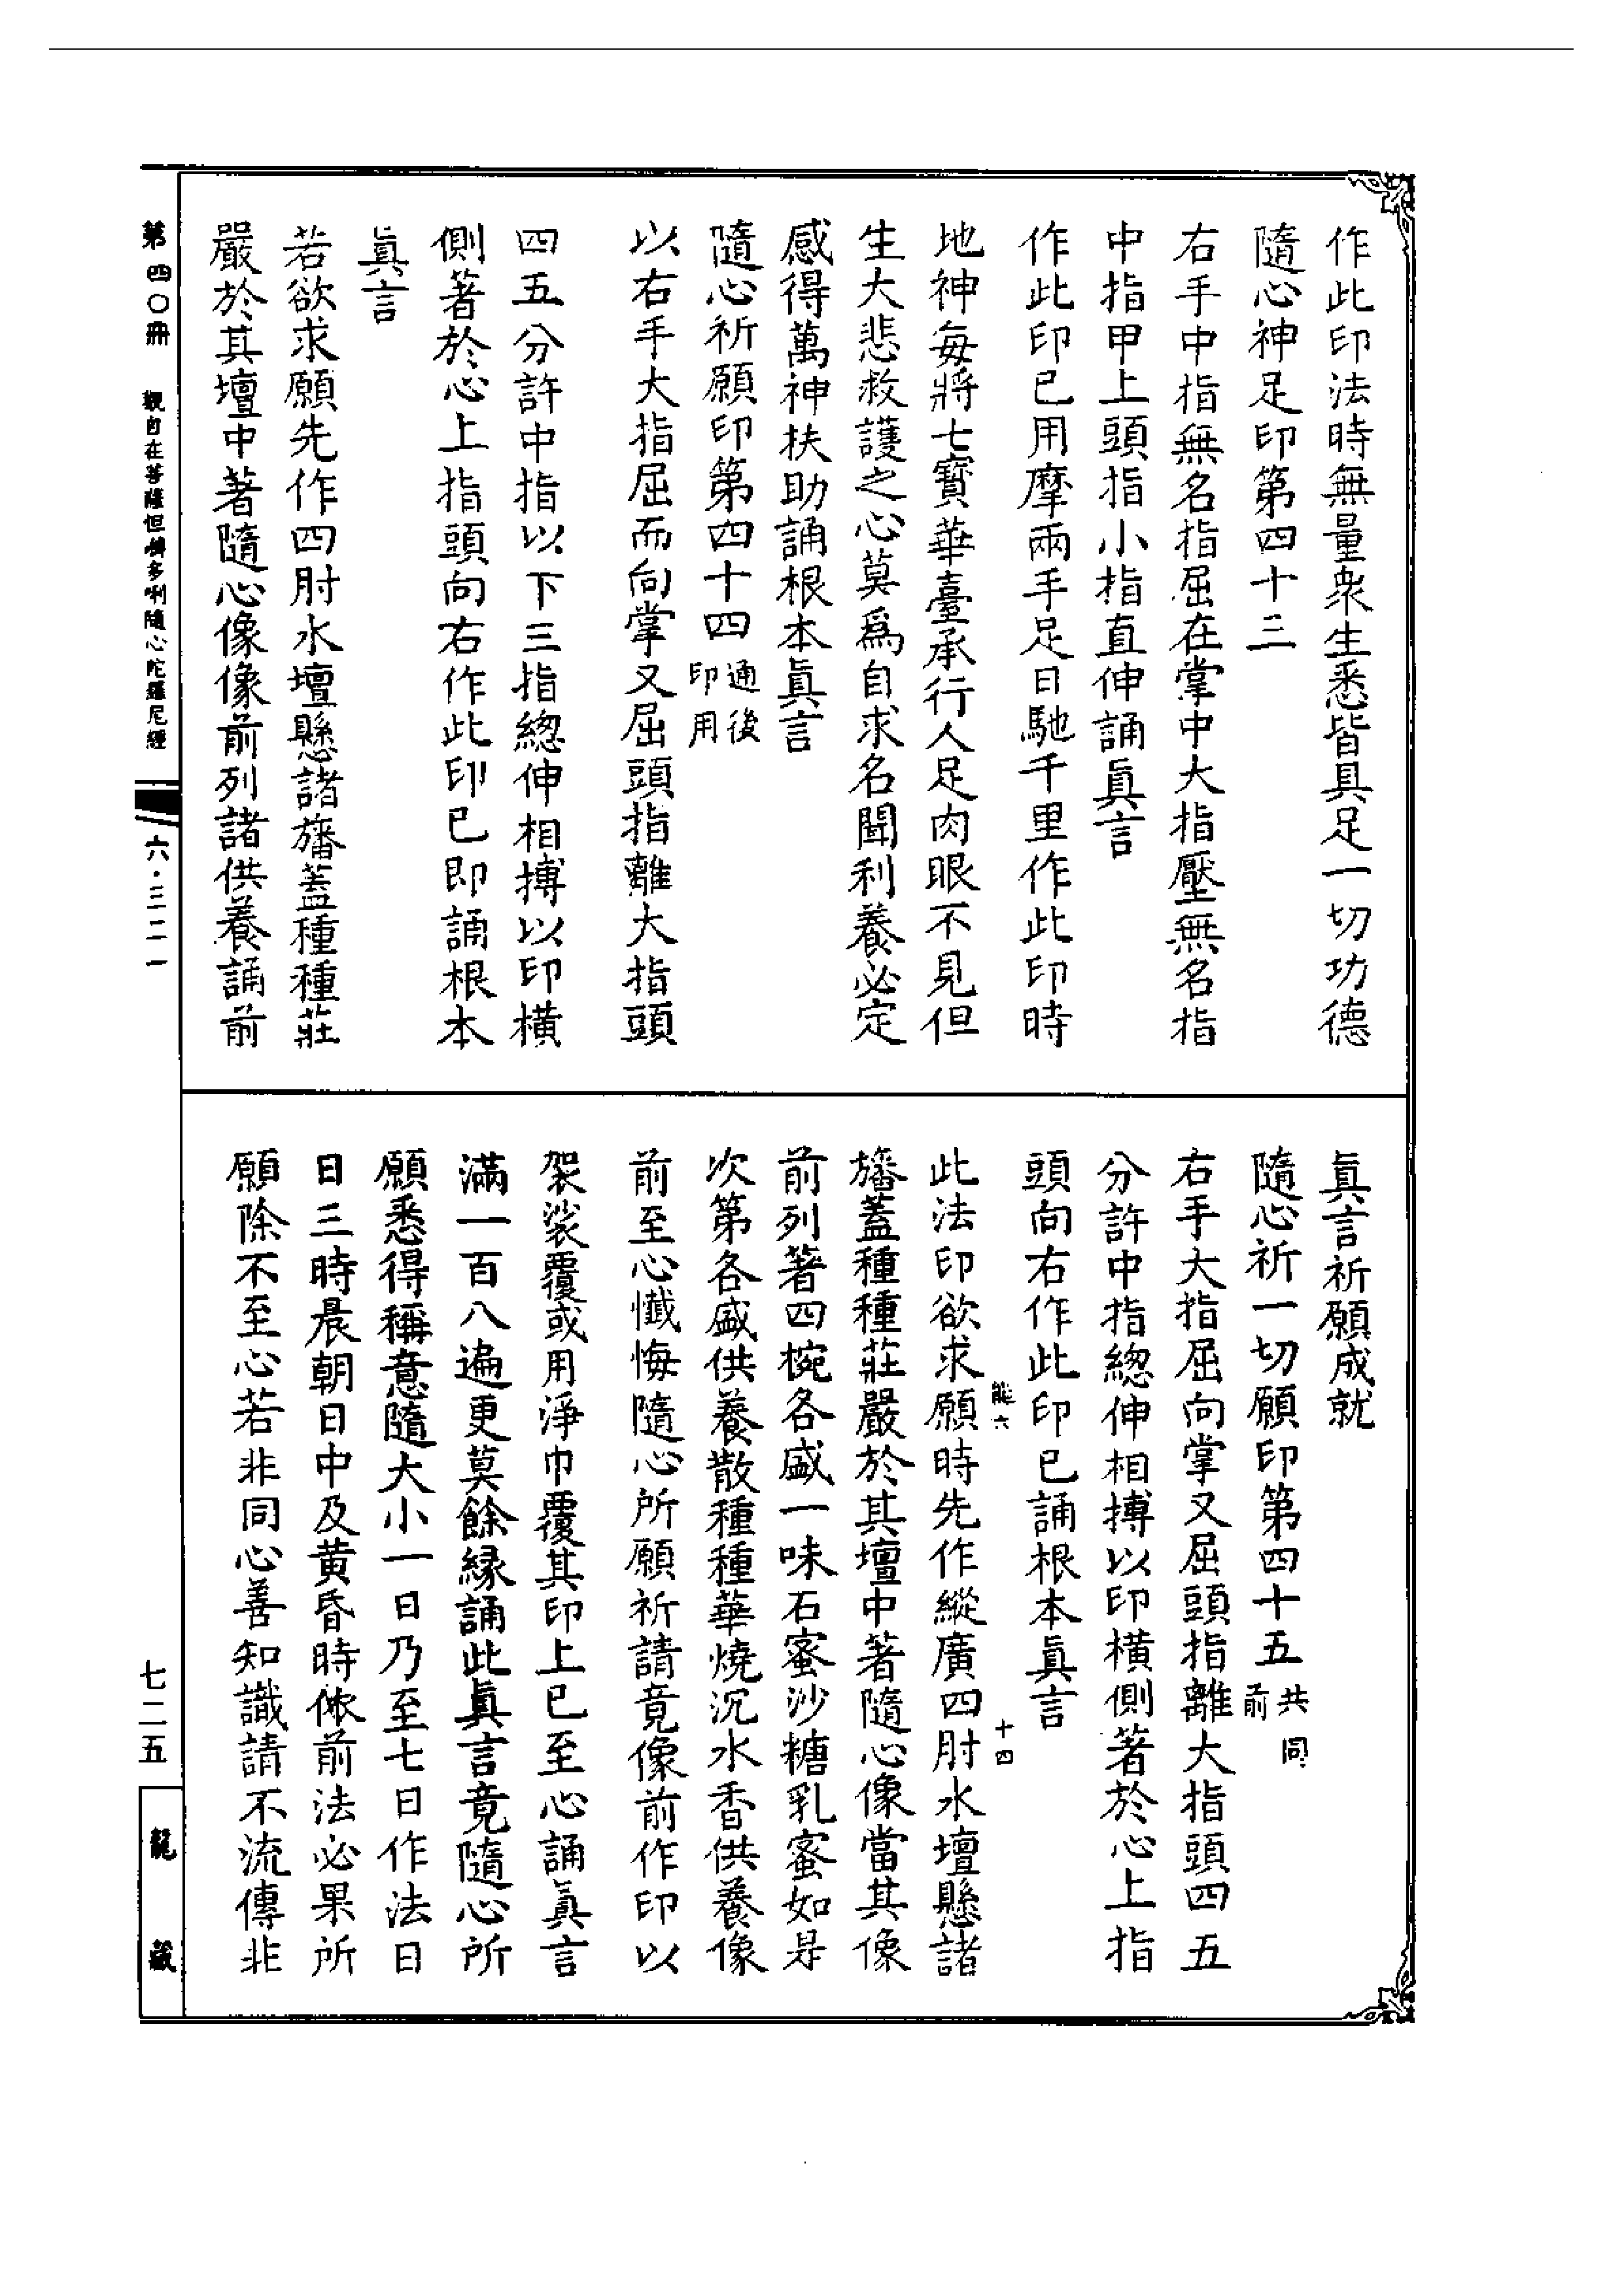 作此印法時無量衆生悉皆具足一切功德
隨心神足印第四十三
右手中指無名指屈在掌中大指壓無名指
中指甲上頭指小指直伸誦眞言
作此印已用摩兩手足日馳千里作此印時
地神每將七寳華臺承行人足肉眼不見但
生大悲救護之心莫爲自求名聞利養必定
感得萬神扶助誦根本眞言
隨心祈願印第四十四通後印用
以右手大指屈而向掌又屈頭指離大指頭
四五分許中指以下三指總伸相搏以印橫
側著於心上指頭向右作此印已即誦根本
眞言
若欲求願先作四肘水壇懸諸旛蓋種種莊
嚴於其壇中著隨心像像前列諸供養誦前
眞言祈願成就
隨心祈一切願印第四十五共同前
右手大指屈向掌又屈頭指離大指頭四五
分許中指總伸相搏以印橫側著於心上指
頭向右作此印已誦根本眞言
能六 十四
此法印欲求願時先作縱廣四肘水壇懸諸
旛蓋種種莊嚴於其壇中著隨心像當其像
前列著四椀各盛一味石蜜沙糖乳蜜如是
次第各盛供養散種種華燒沉水香供養像
前至心懺悔隨心所願祈請竟像前作印以
袈裟覆或用淨巾覆其印上已至心誦眞言
滿一百八遍更莫餘緣誦此眞言竟隨心所
願悉得稱意隨大小一日乃至七日作法日
日三時晨朝日中及黄昏時依前法必果所
願除不至心若非同心善知識請不流傳非
第四〇冊 觀自在菩薩怛嚩多唎隨心陀羅尼經 六·三二一
七二五
龍藏